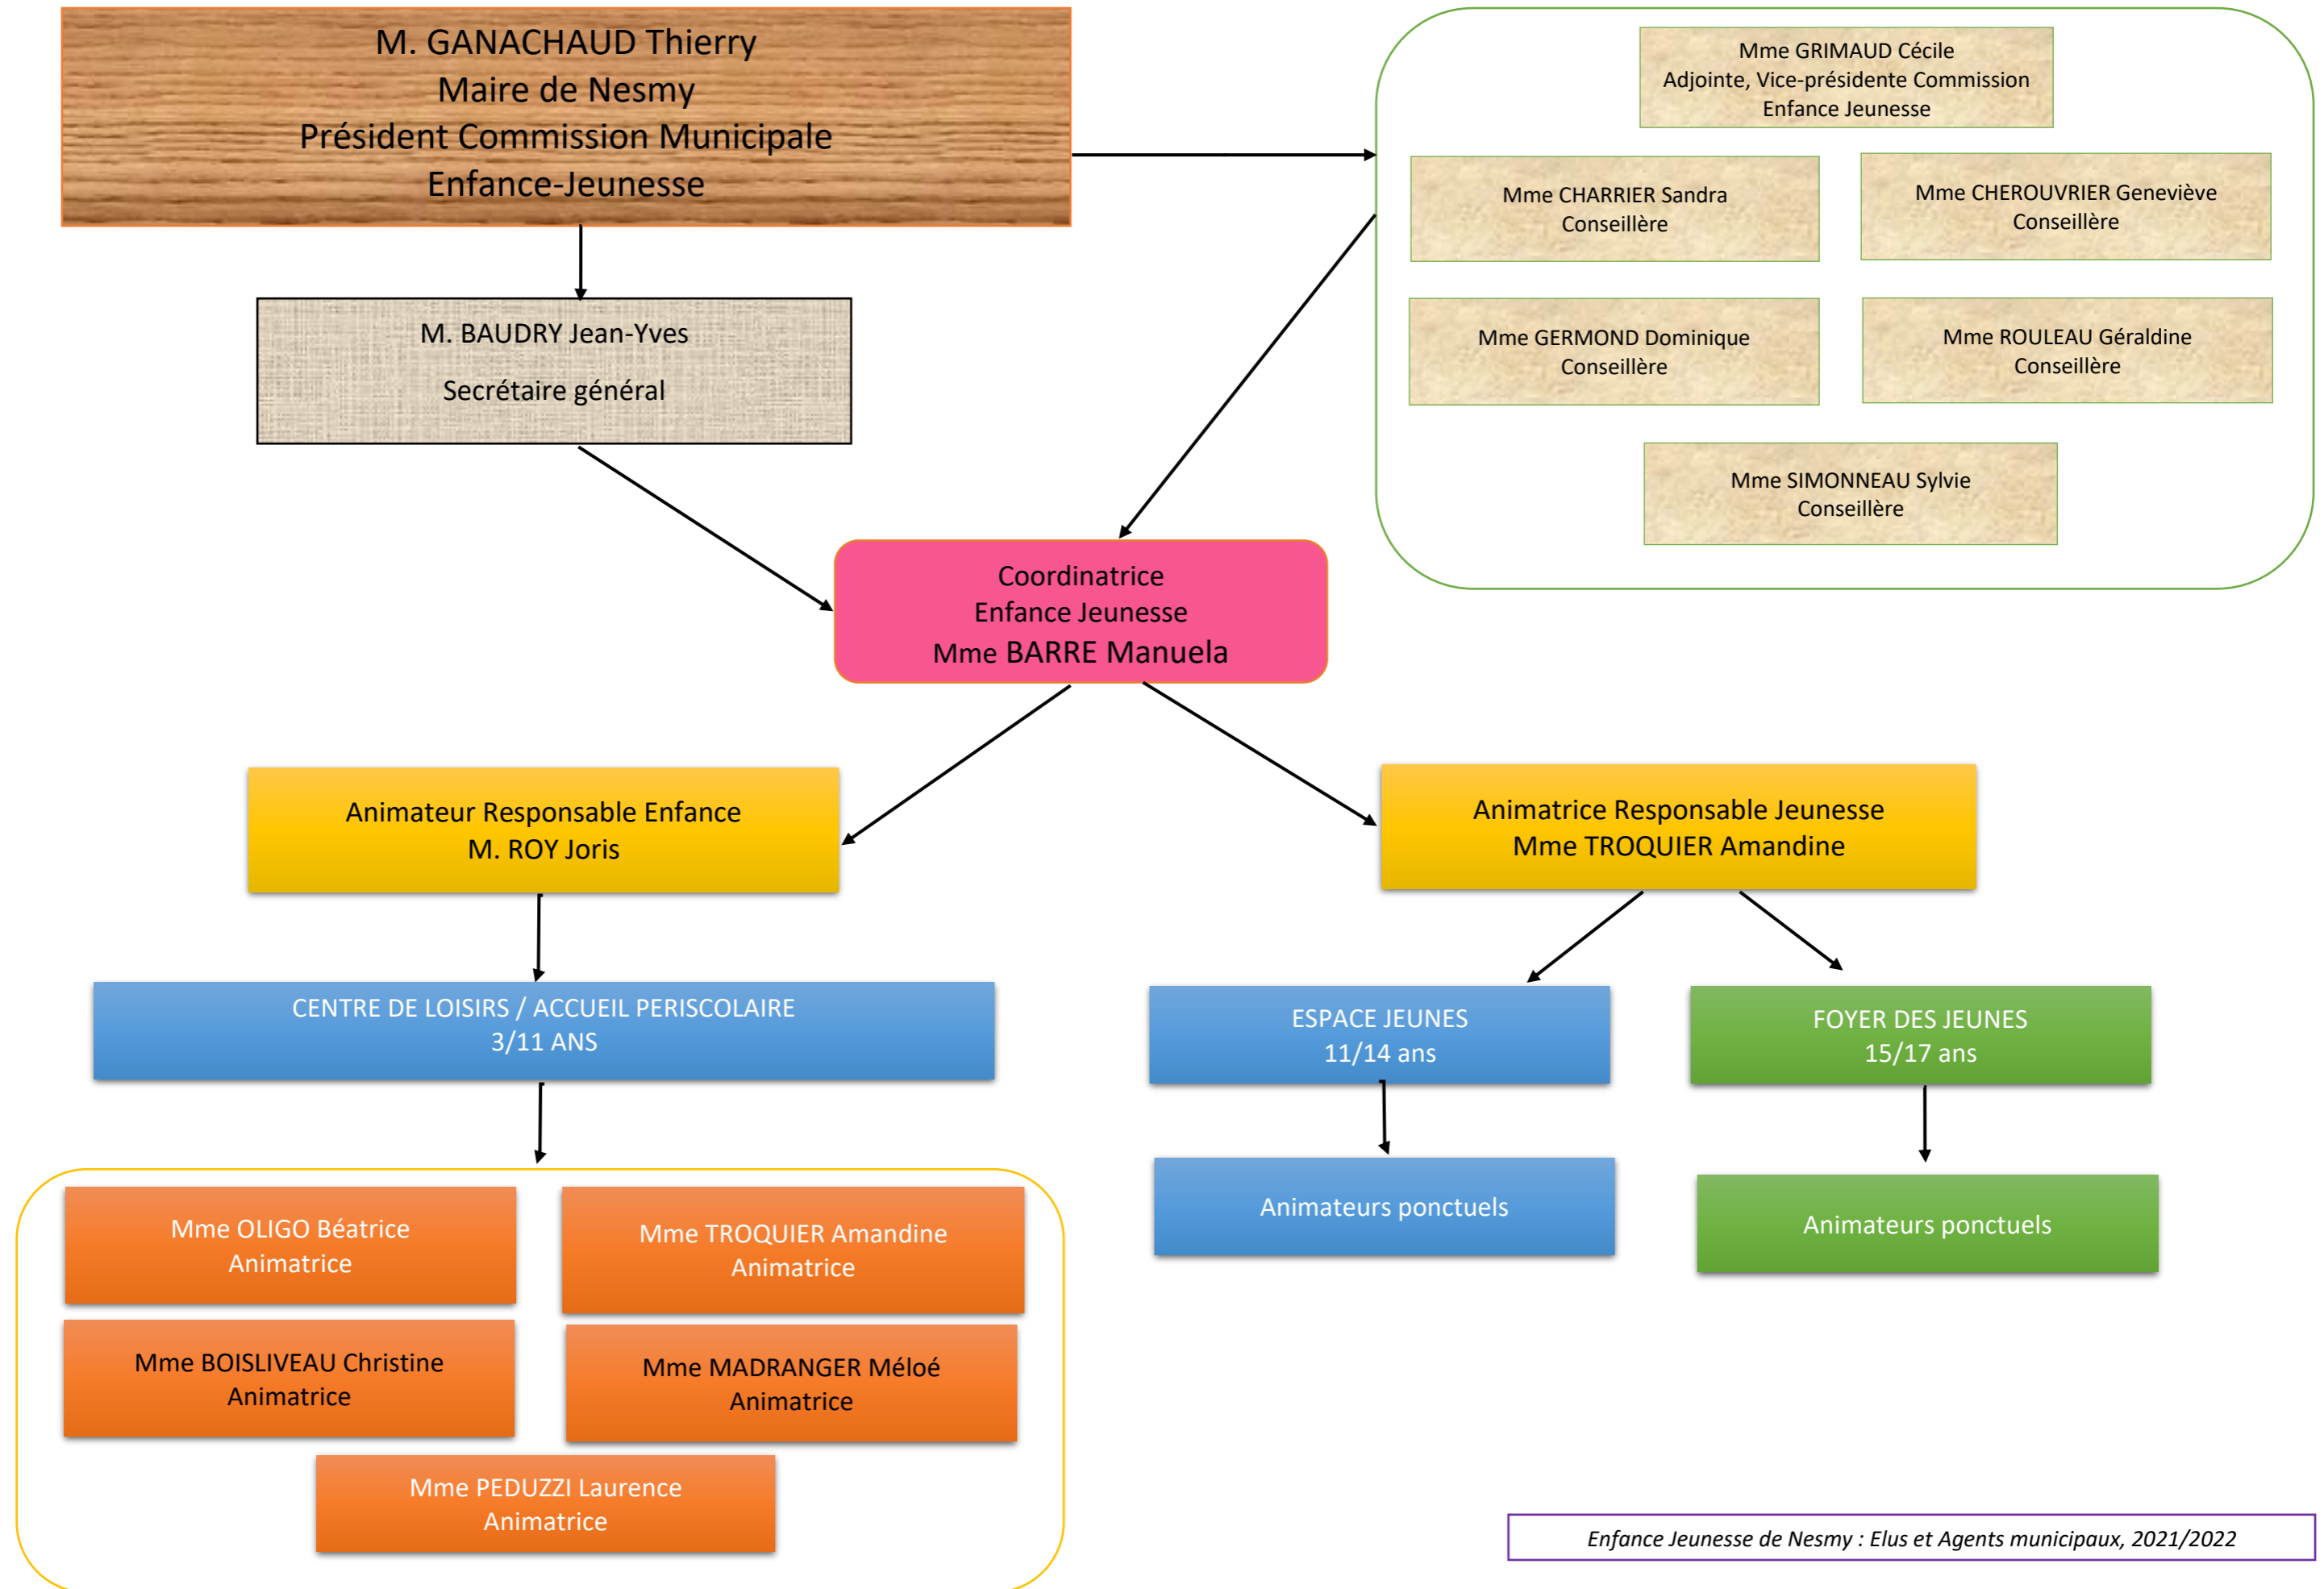 M. GANACHAUD Thierry
Maire de Nesmy
Président Commission Municipale
Enfance-Jeunesse
Mme GRIMAUD Cécile
Adjointe, Vice-présidente Commission
Enfance Jeunesse
Mme CHARRIER Sandra
Conseillère
Mme CHEROUVRIER Geneviève
Conseillère
Mme GERMOND Dominique
Conseillère
Mme ROULEAU Géraldine
Conseillère
Mme SIMONNEAU Sylvie
Conseillère
M. BAUDRY Jean-Yves
Secrétaire général
Coordinatrice
Enfance Jeunesse
Mme BARRE Manuela
Animateur Responsable Enfance
M. ROY Joris
Animatrice Responsable Jeunesse
Mme TROQUIER Amandine
CENTRE DE LOISIRS / ACCUEIL PERISCOLAIRE
3/11 ANS
ESPACE JEUNES
11/14 ans
FOYER DES JEUNES
15/17 ans
Animateurs ponctuels
Animateurs ponctuels
Mme OLIGO Béatrice
Animatrice
Mme TROQUIER Amandine
Animatrice
Mme BOISLIVEAU Christine
Animatrice
Mme MADRANGER Méloé
Animatrice
Mme PEDUZZI Laurence
Animatrice
Enfance Jeunesse de Nesmy : Elus et Agents municipaux, 2021/2022